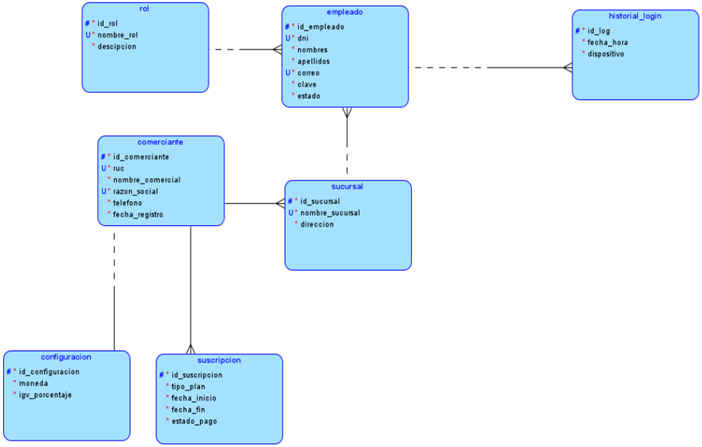 rol
# * id_rol
U * nombre_rol
* descipcion
empleado
# * id_empleado
U * dni
* nombres
* apellidos
U * correo
* clave
* estado
historial_login
# * id_log
* fecha_hora
* dispositivo
comerciante
# * id_comerciante
U * ruc
* nombre_comercial
U * razon_social
* telefono
* fecha_registro
sucursal
# * id_sucursal
U * nombre_sucursal
* direccion
configuracion
# * id_configuracion
* moneda
* igv_porcentaje
suscripcion
# * id_suscripcion
* tipo_plan
* fecha_inicio
* fecha_fin
* estado_pago